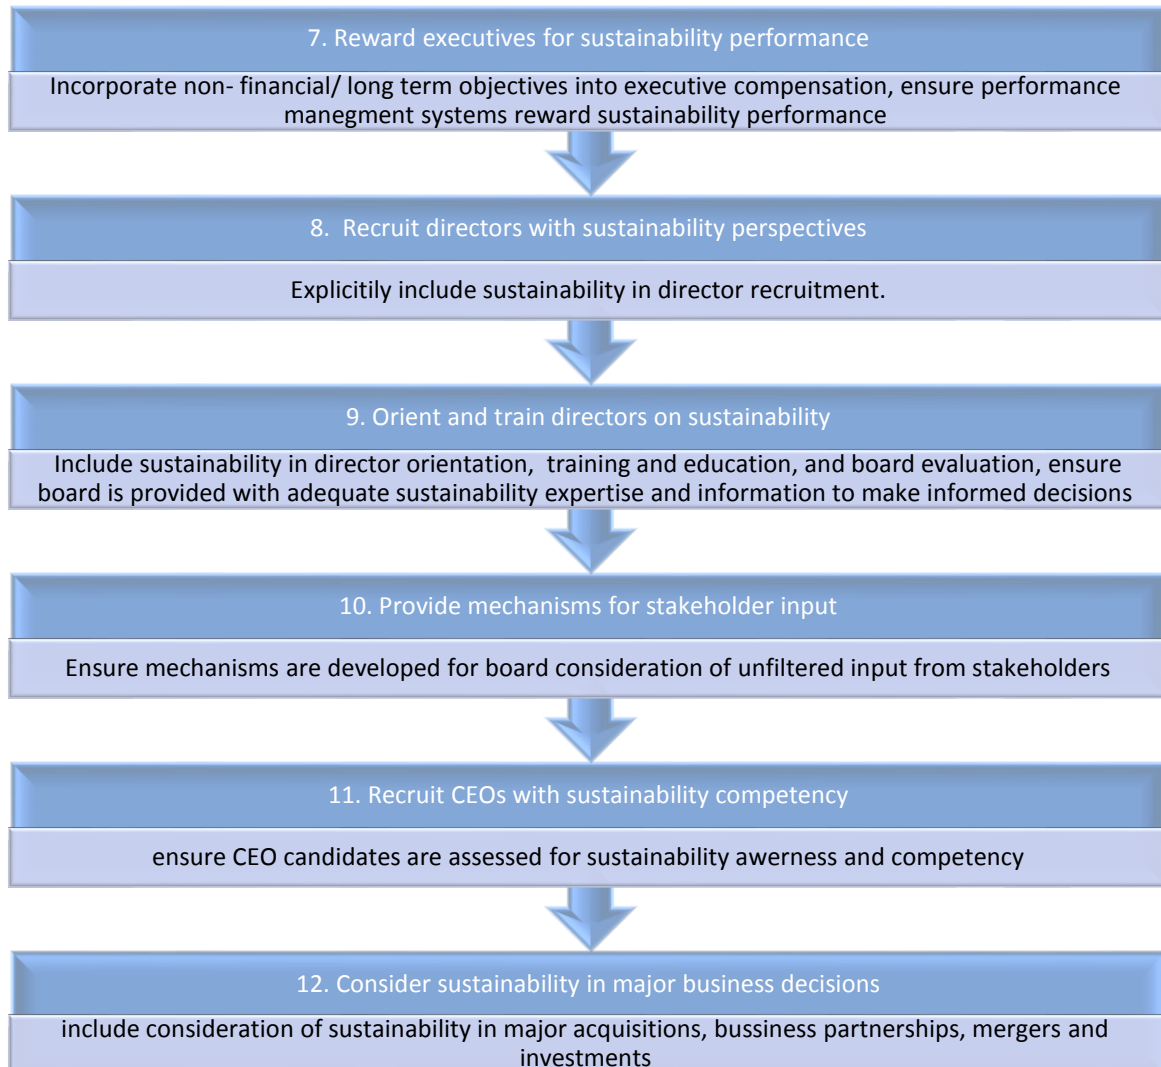 7. Reward executives for sustainability performance
Incorporate non- financial/ long term objectives into executive compensation, ensure performance
manegment systems reward sustainability performance
8.  Recruit directors with sustainability perspectives
Explicitily include sustainability in director recruitment.
9. Orient and train directors on sustainability
Include sustainability in director orientation,  training and education, and board evaluation, ensure
board is provided with adequate sustainability expertise and information to make informed decisions
10. Provide mechanisms for stakeholder input
Ensure mechanisms are developed for board consideration of unfiltered input from stakeholders
11. Recruit CEOs with sustainability competency
ensure CEO candidates are assessed for sustainability awerness and competency
12. Consider sustainability in major business decisions
include consideration of sustainability in major acquisitions, bussiness partnerships, mergers and
investments